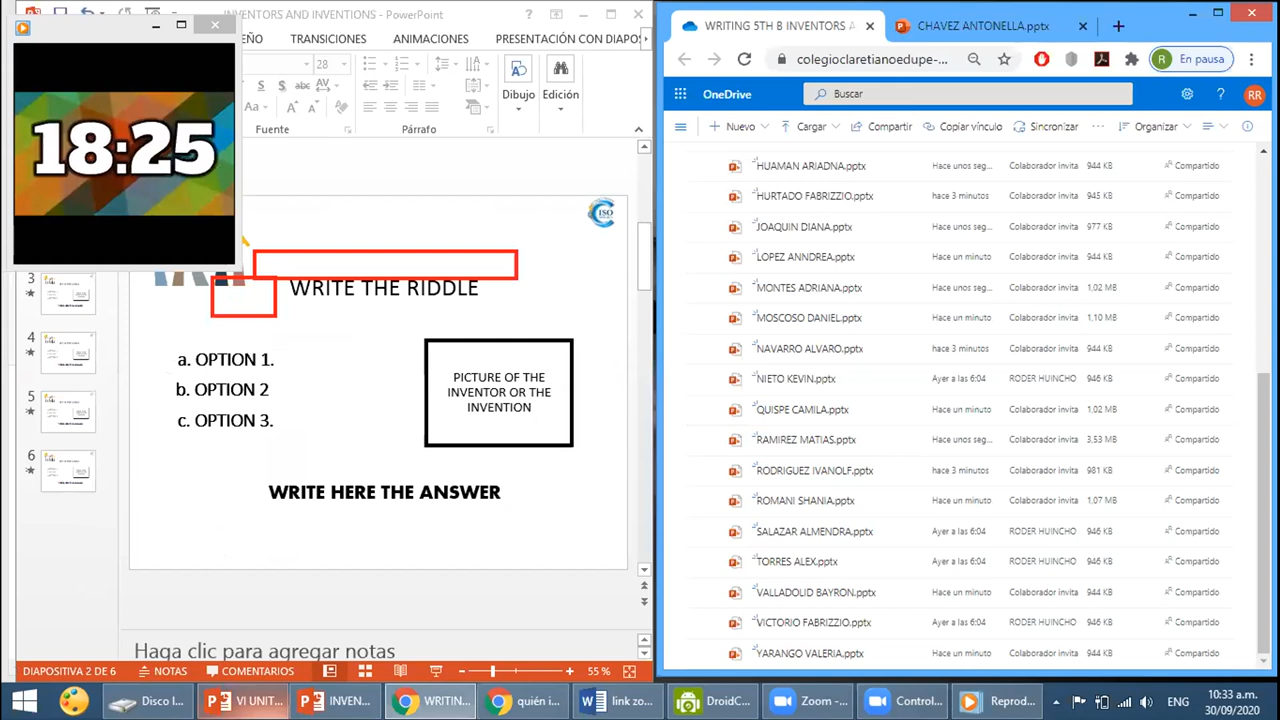 INVENTORS AND INVENTIONS - PowerPoint
18:25
ÑO TRANSICIONES ANIMACIONES PRESENTACIÓN CON DIAPOS
28
Fuente
Párrafo
Dibujo
Edición
ISO
WRITE THE RIDDLE
a. OPTION 1.
b. OPTION 2
c. OPTION 3.
PICTURE OF THE
INVENTOR OR THE
INVENTION
WRITE HERE THE ANSWER
3
4
5
6
Haga clic para agregar notas
DIAPOSITIVA 2 DE 6 NOTAS COMENTARIOS 55 %
WRITING 5TH B INVENTORS A
CHAVEZ ANTONELLA.pptx
colegioclaretianoedupe-...
R En pausa
OneDrive
Buscar
RR
Nuevo Cargar Compartir Copiar vínculo Sincronizar ... Organizar
HUAMAN ARIADNA.pptx Hace unos seg... Colaborador invita 944 KB Compartido
HURTADO FABRIZZIO.pptx hace 3 minutos Colaborador invita 945 KB Compartido
JOAQUIN DIANA.pptx Hace unos seg... Colaborador invita 977 KB Compartido
LOPEZ ANNDREA.pptx Hace un minuto Colaborador invita 944 KB Compartido
MONTES ADRIANA.pptx Hace unos seg... Colaborador invita 1,02 MB Compartido
MOSCOSO DANIEL.pptx Hace un minuto Colaborador invita 1,10 MB Compartido
NAVARRO ALVARO.pptx hace 3 minutos Colaborador invita 944 KB Compartido
NIETO KEVIN.pptx Ayer a las 6:04 RODER HUINCHO 946 KB Compartido
QUISPE CAMILA.pptx Hace un minuto Colaborador invita 1,02 MB Compartido
RAMIREZ MATIAS.pptx Hace unos seg... Colaborador invita 3,53 MB Compartido
RODRIGUEZ IVANOLF.pptx hace 3 minutos Colaborador invita 981 KB Compartido
ROMANI SHANIA.pptx Hace un minuto Colaborador invita 1,07 MB Compartido
SALAZAR ALMENDRA.pptx Ayer a las 6:04 RODER HUINCHO 946 KB Compartido
TORRES ALEX.pptx Ayer a las 6:04 RODER HUINCHO 946 KB Compartido
VALLADOLID BAYRON.pptx Hace un minuto Colaborador invita 944 KB Compartido
VICTORIO FABRIZZIO.pptx Ayer a las 6:04 RODER HUINCHO 946 KB Compartido
YARANGO VALERIA.pptx Hace un minuto Colaborador invita 944 KB Compartido
Disco l... VI UNIT... INVEN... WRITIN... quién i... link zo... DroidC... Zoom -... Control... Reprod... ENG 10:33 a.m.
30/09/2020